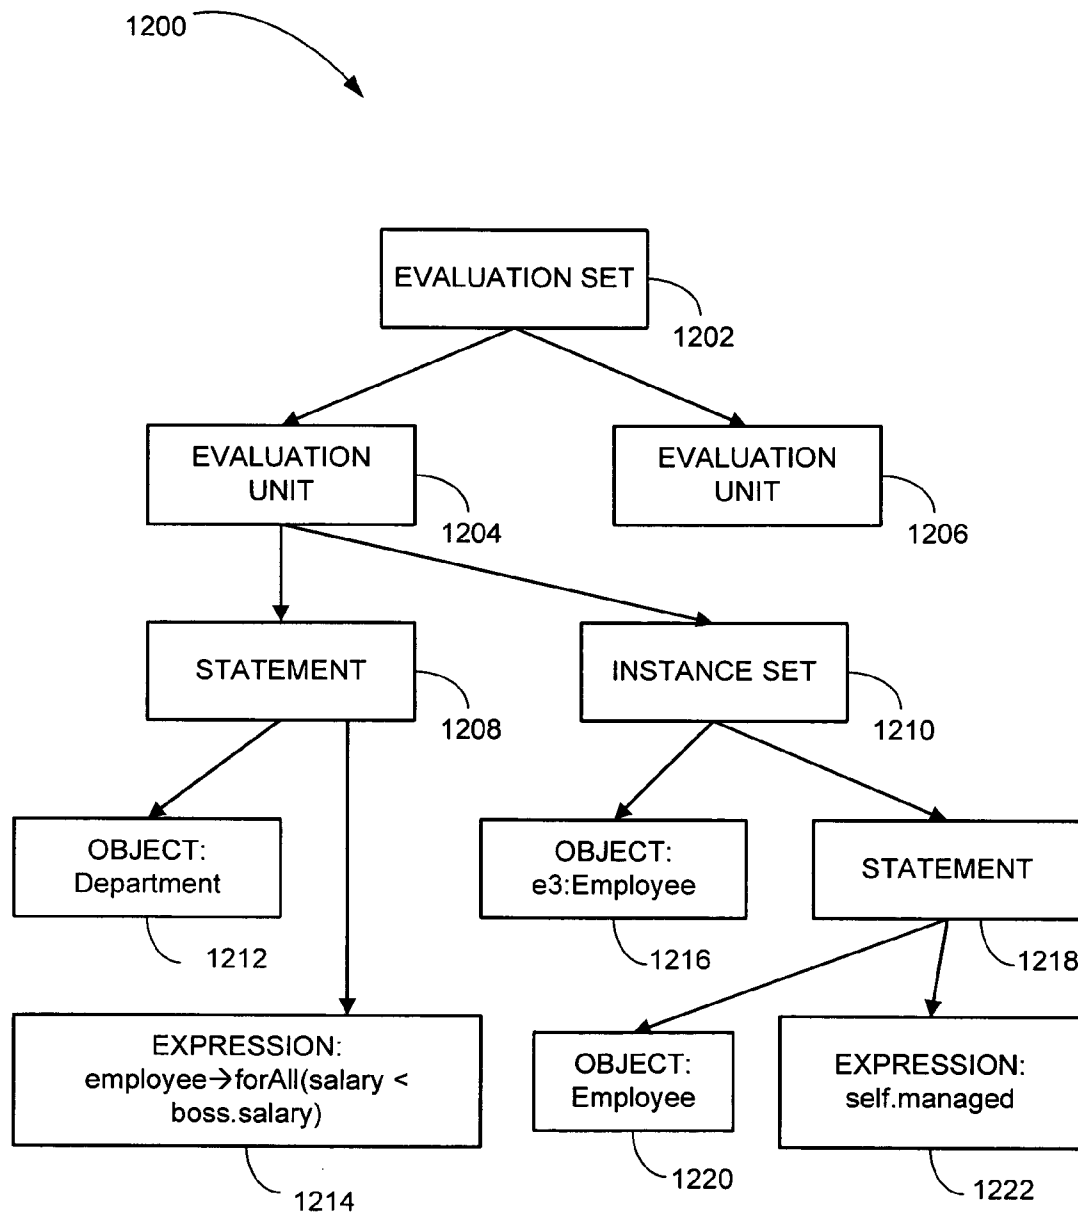 1200
EVALUATION SET
1202
EVALUATION
UNIT
1204
EVALUATION
UNIT
1206
STATEMENT
1208
INSTANCE SET
1210
OBJECT:
Department
1212
OBJECT:
e3:Employee
1216
STATEMENT
1218
EXPRESSION:
employee→forAll(salary <
boss.salary)
1214
OBJECT:
Employee
1220
EXPRESSION:
self.managed
1222